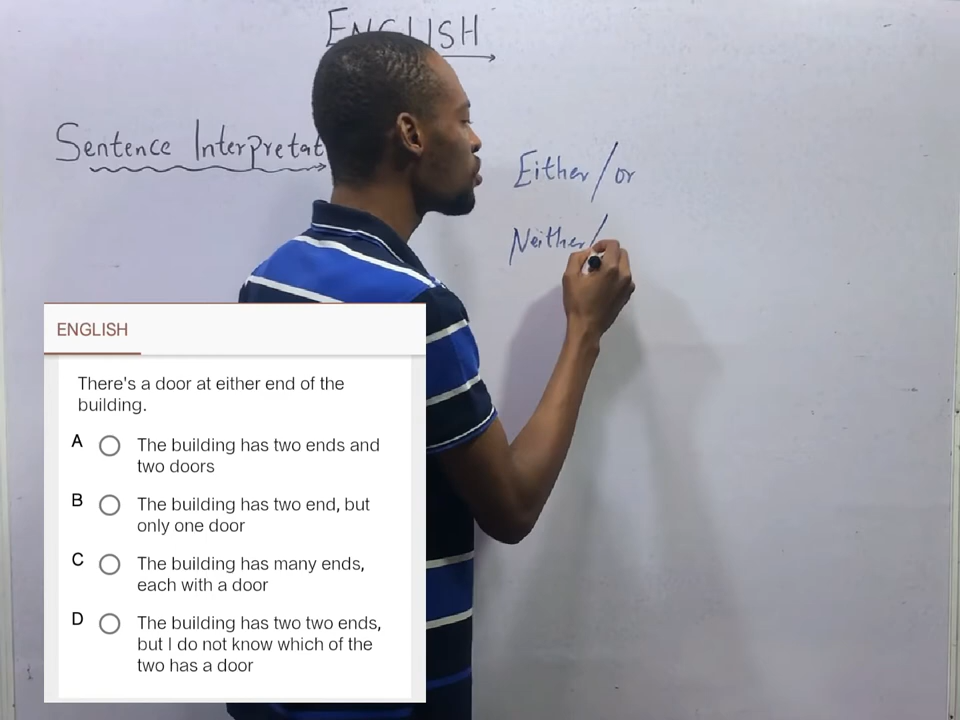 ENGLISH
Sentence Interpretat
Either/or
Neither/
ENGLISH
There's a door at either end of the
building.
A The building has two ends and
two doors
B The building has two end, but
only one door
C The building has many ends,
each with a door
D The building has two two ends,
but I do not know which of the
two has a door